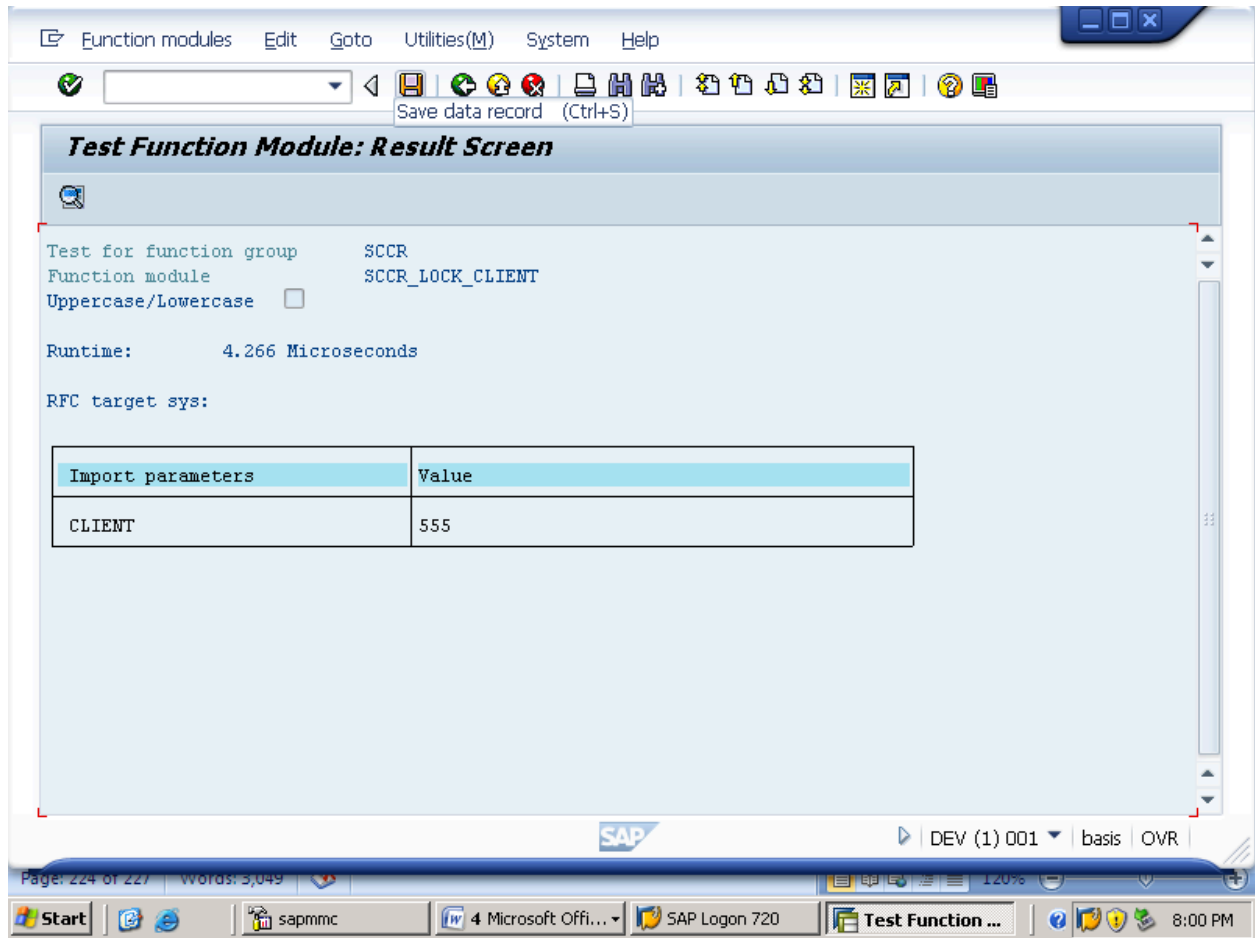 Function modules Edit Goto Utilities(M) System Help
Save data record (Ctrl+S)
Test Function Module: Result Screen
Test for function group SCCR
Function module SCCR_LOCK_CLIENT
Uppercase/Lowercase
Runtime: 4.266 Microseconds
RFC target sys:
Import parameters Value
CLIENT 555
SAP DEV (1) 001 basis OVR
Page: 224 of 227 Words: 3,049 120%
Start sapmmc 4 Microsoft Offi... SAP Logon 720 Test Function ... 8:00 PM